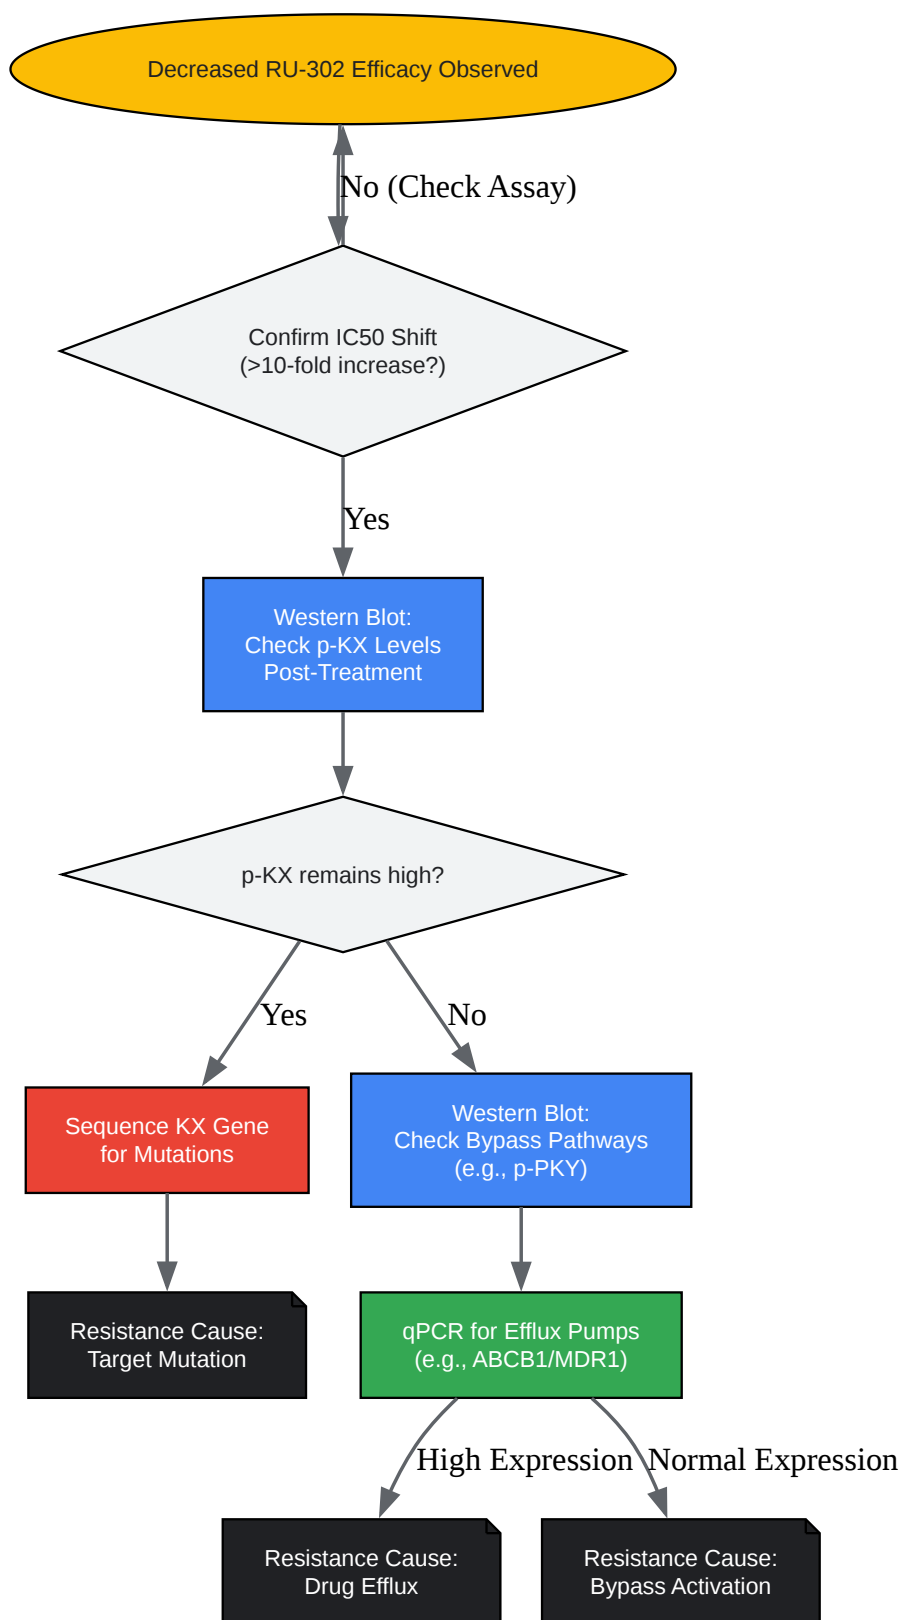 Decreased RU-302 Efficacy Observed
No (Check Assay)
Confirm IC50 Shift
(>10-fold increase?)
Yes
Western Blot:
Check p-KX Levels
Post-Treatment
p-KX remains high?
Yes
No
Sequence KX Gene
for Mutations
Western Blot:
Check Bypass Pathways
(e.g., p-PKY)
Resistance Cause:
Target Mutation
qPCR for Efflux Pumps
(e.g., ABCB1/MDR1)
High Expression
Normal Expression
Resistance Cause:
Drug Efflux
Resistance Cause:
Bypass Activation